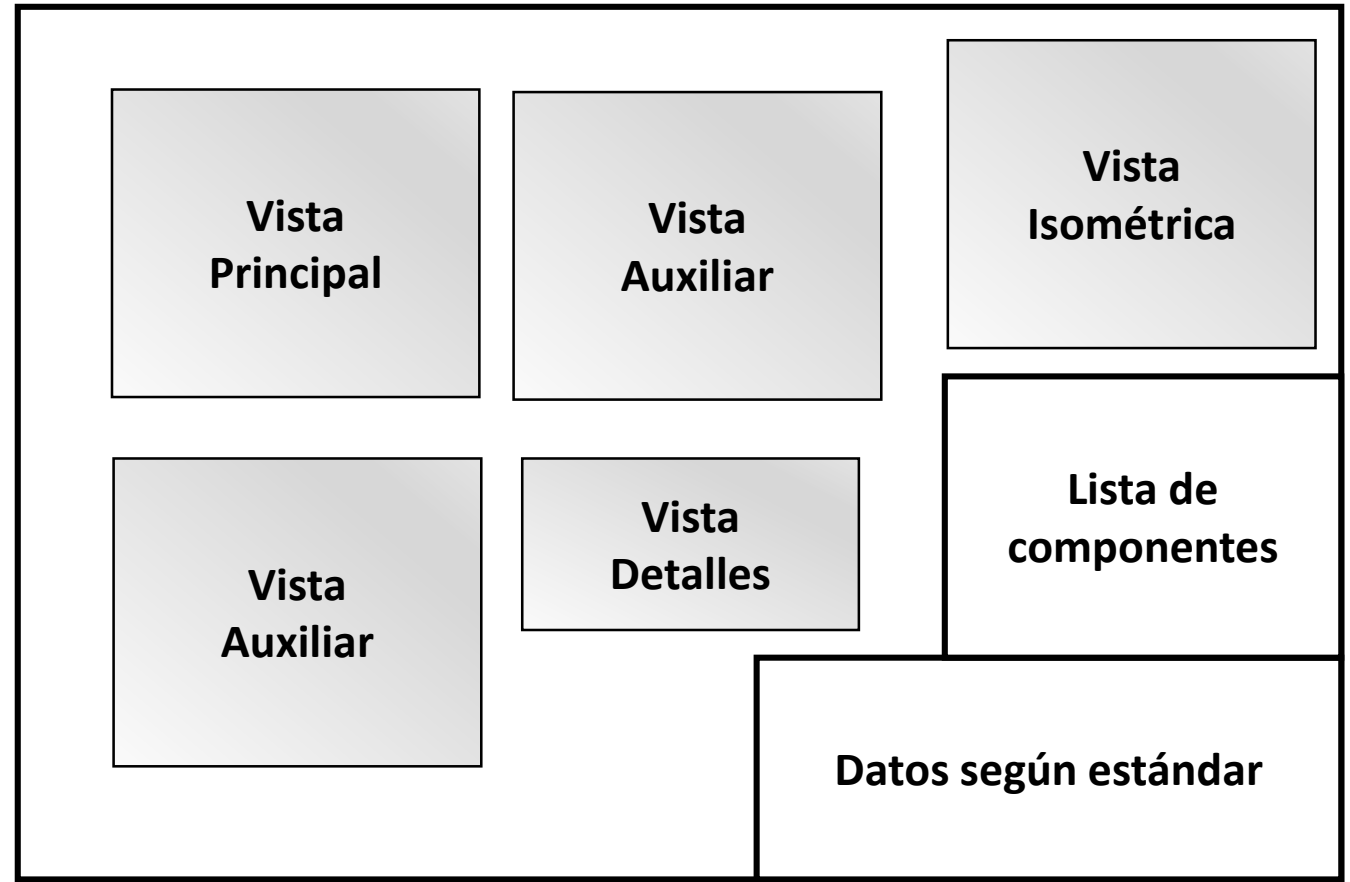 Vista
Principal
Vista
Auxiliar
Vista
Isométrica
Vista
Auxiliar
Vista
Detalles
Lista de
componentes
Datos según estándar